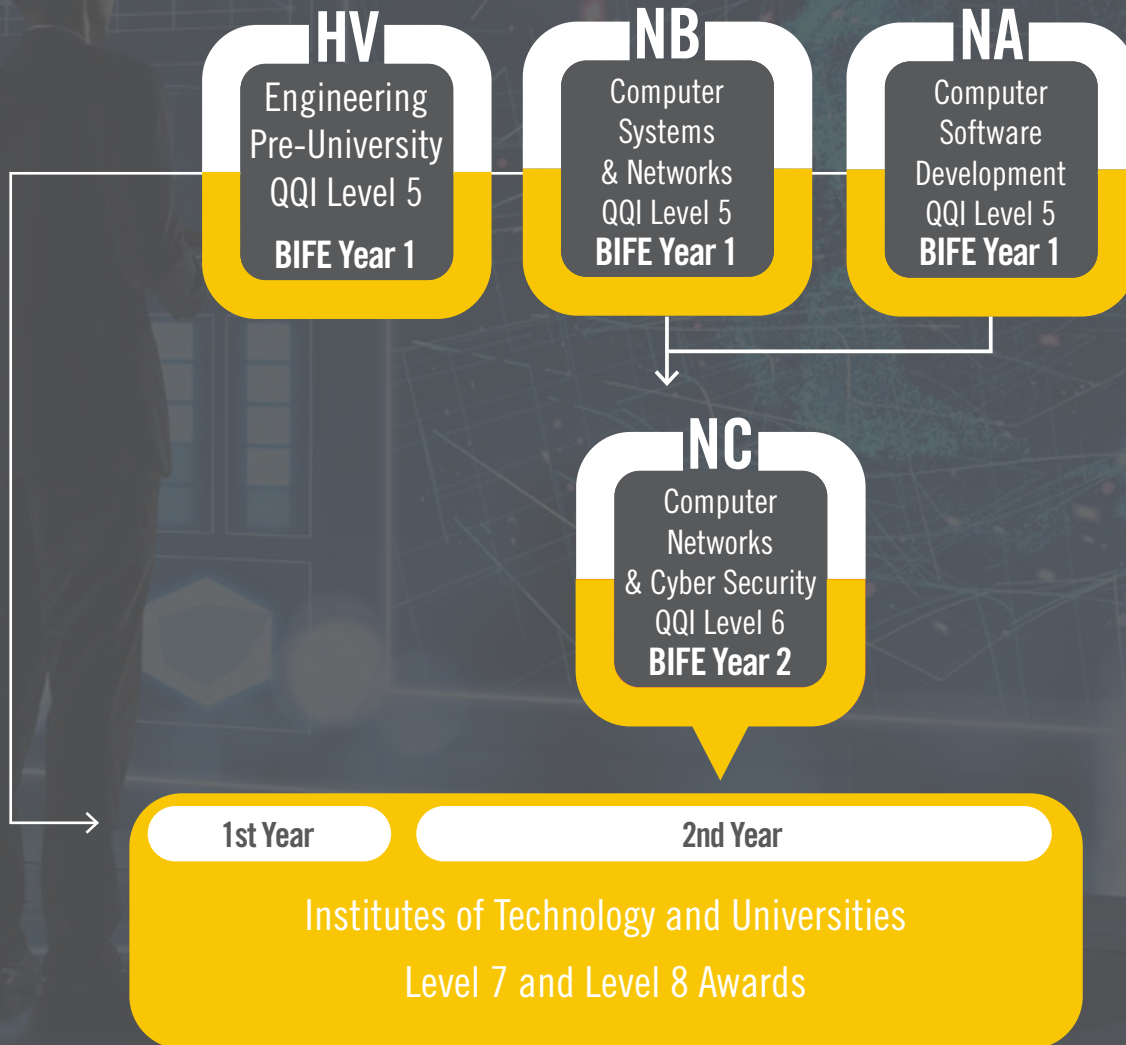 HV
Engineering
Pre-University
QQI Level 5
BIFE Year 1
NB
Computer
Systems
& Networks
QQI Level 5
BIFE Year 1
NA
Computer
Software
Development
QQI Level 5
BIFE Year 1
NC
Computer
Networks
& Cyber Security
QQI Level 6
BIFE Year 2
1st Year
2nd Year
Institutes of Technology and Universities
Level 7 and Level 8 Awards